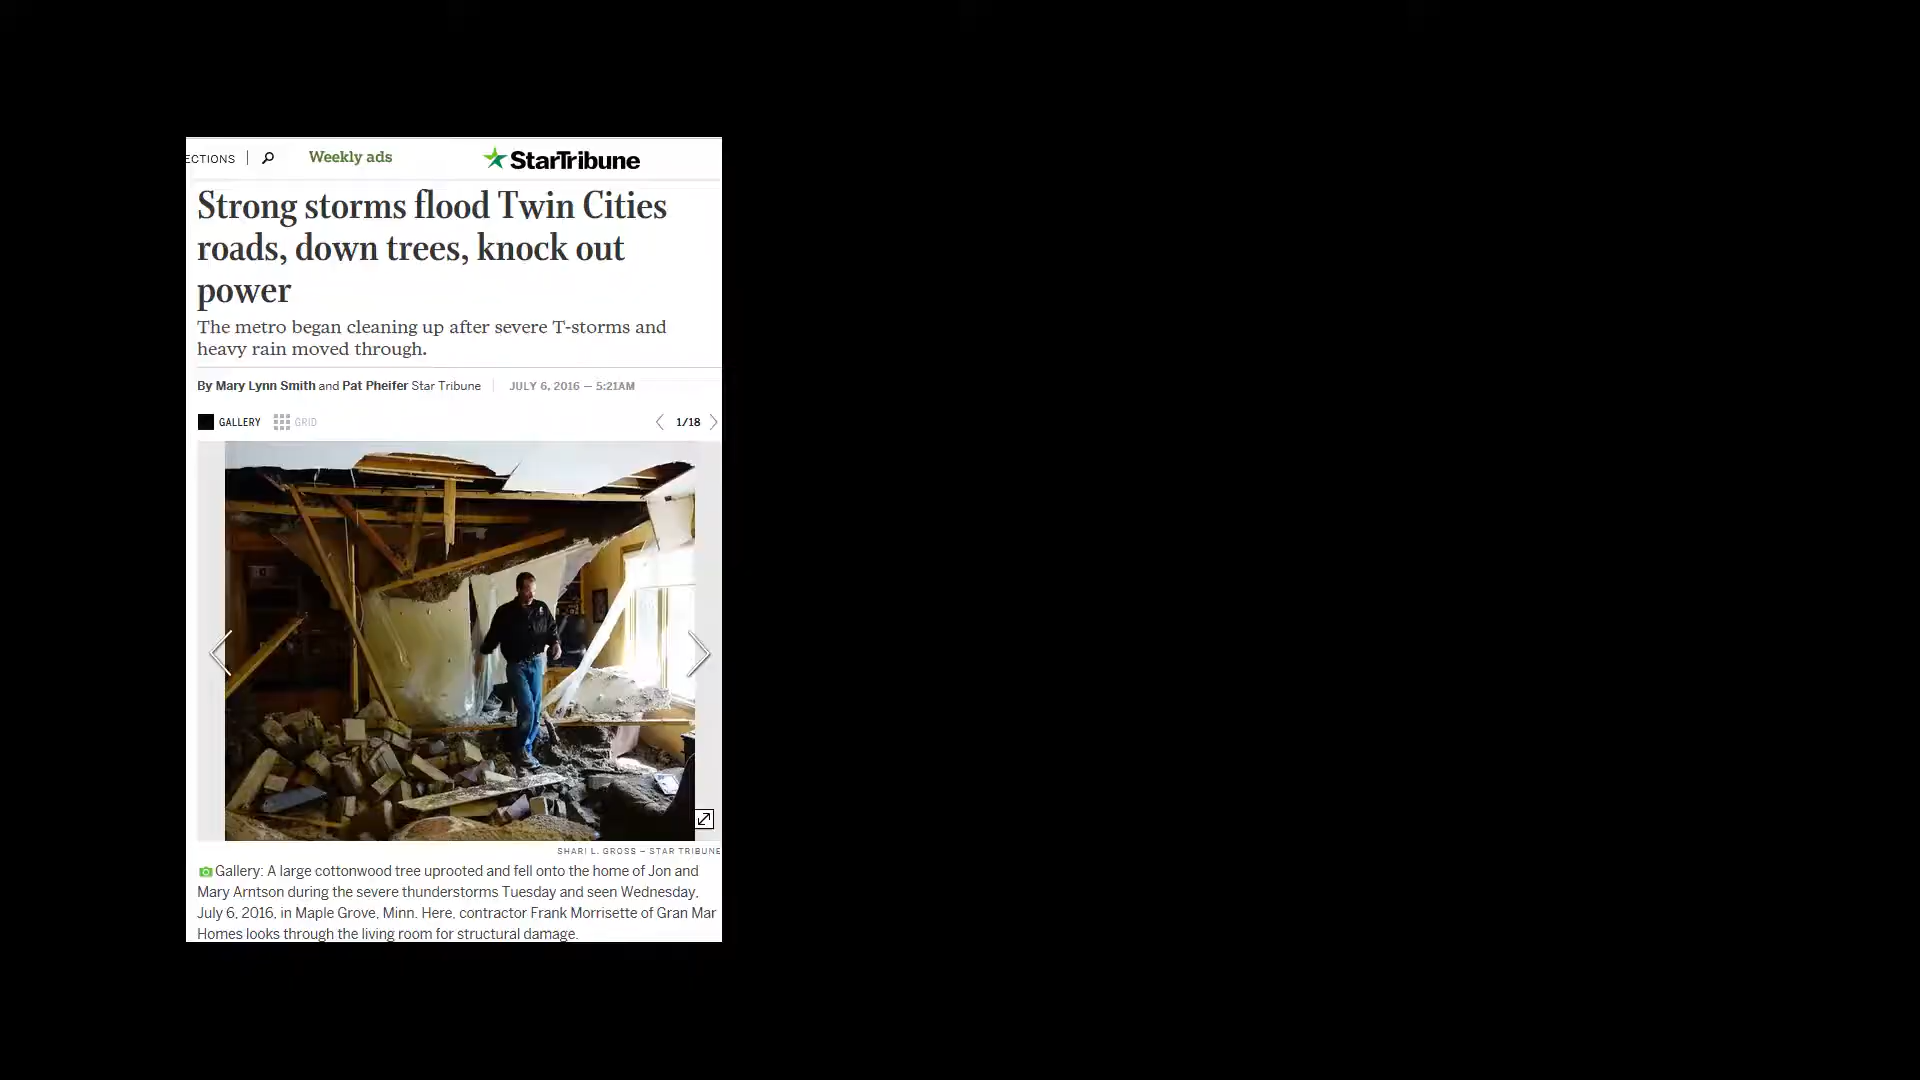 ECTIONS
Weekly ads
StarTribune
Strong storms flood Twin Cities
roads, down trees, knock out
power
The metro began cleaning up after severe T-storms and
heavy rain moved through.
By Mary Lynn Smith and Pat Pheifer Star Tribune
JULY 6, 2016 — 5:21AM
GALLERY
GRID
1/18
SHARI L. GROSS – STAR TRIBUNE
Gallery: A large cottonwood tree uprooted and fell onto the home of Jon and
Mary Arntson during the severe thunderstorms Tuesday and seen Wednesday,
July 6, 2016, in Maple Grove, Minn. Here, contractor Frank Morrisette of Gran Mar
Homes looks through the living room for structural damage.